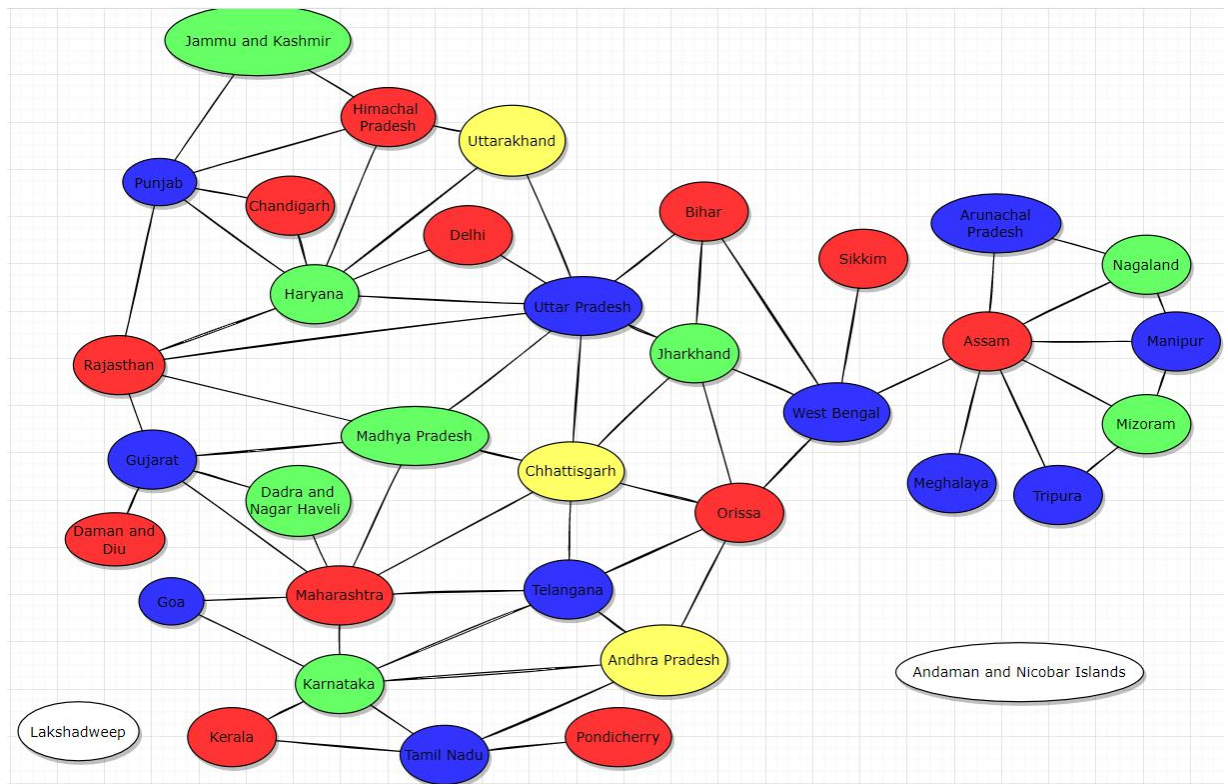 Jammu and Kashmir
Himachal
Pradesh
Uttarakhand
Punjab
Chandigarh
Bihar
Delhi
Arunachal
Pradesh
Sikkim
Nagaland
Haryana
Uttar Pradesh
Jharkhand
Assam
Manipur
Rajasthan
West Bengal
Mizoram
Madhya Pradesh
Gujarat
Chhattisgarh
Meghalaya
Tripura
Dadra and
Nagar Haveli
Orissa
Daman and
Diu
Goa
Maharashtra
Telangana
Andhra Pradesh
Andaman and Nicobar Islands
Karnataka
Lakshadweep
Kerala
Tamil Nadu
Pondicherry